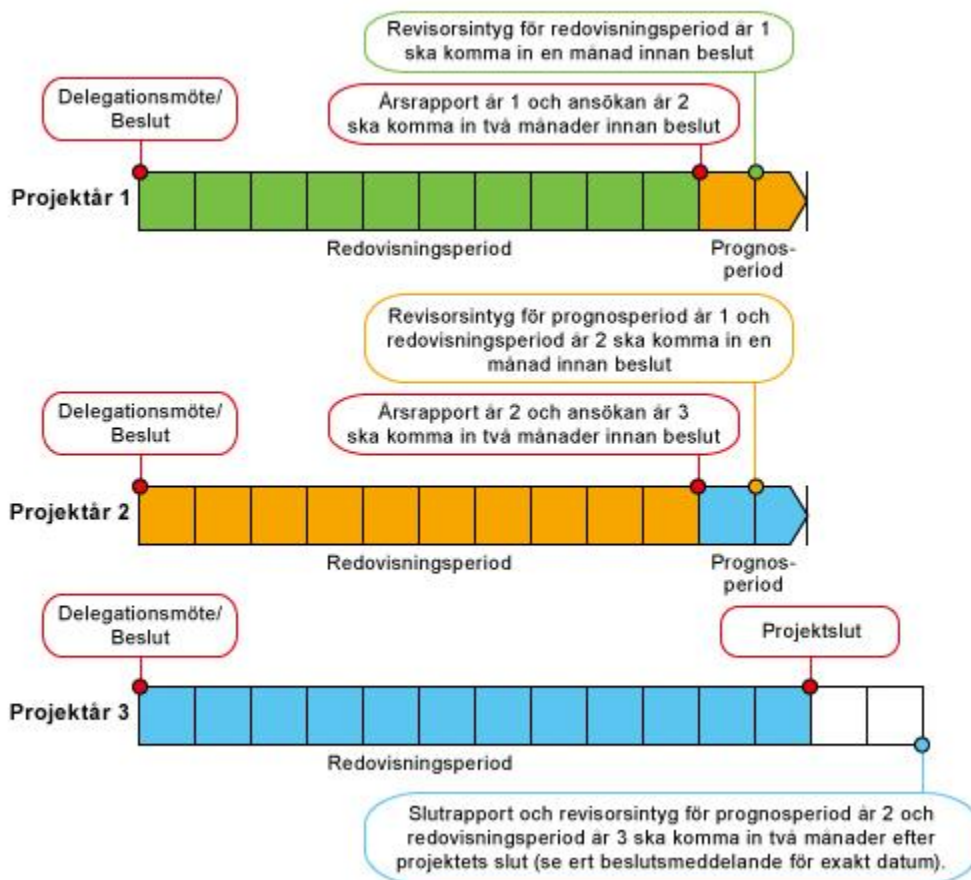 Revisorsintyg för redovisningsperiod år 1
ska komma in en månad innan beslut
Delegationsmöte/
Beslut
Årsrapport år 1 och ansökan år 2
ska komma in två månader innan beslut
Projektår 1
Redovisningsperiod
Prognos-
period
Revisorsintyg för prognosperiod år 1 och
redovisningsperiod år 2 ska komma in en
månad innan beslut
Delegationsmöte/
Beslut
Årsrapport år 2 och ansökan år 3
ska komma in två månader innan beslut
Projektår 2
Redovisningsperiod
Prognos-
period
Delegationsmöte/
Beslut
Projektslut
Projektår 3
Redovisningsperiod
Slutrapport och revisorsintyg för prognosperiod år 2 och
redovisningsperiod år 3 ska komma in två månader efter
projektets slut (se ert beslutsmeddelande för exakt datum).